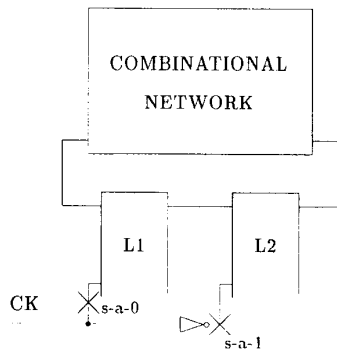 COMBINATIONAL
NETWORK
L1
L2
CK
s-a-0
s-a-1